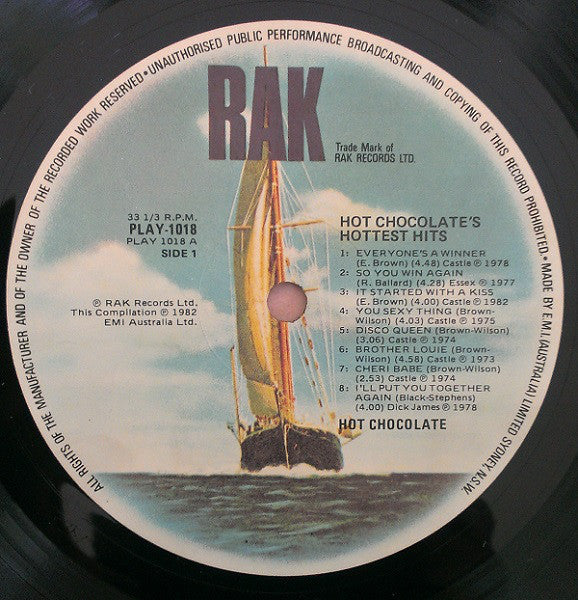 ALL RIGHTS OF THE MANUFACTURER AND OF THE OWNER OF THE RECORDED WORK RESERVED • UNAUTHORISED PUBLIC PERFORMANCE BROADCASTING AND COPYING OF THIS RECORD PROHIBITED. • MADE BY E.M.I. (AUSTRALIA) LIMITED SYDNEY, N.S.W.
RAK
Trade Mark of
RAK RECORDS LTD.
33 1/3 R.P.M.
PLAY-1018
PLAY 1018 A
SIDE 1
℗ RAK Records Ltd.
This Compilation ℗ 1982
EMI Australia Ltd.
HOT CHOCOLATE'S
HOTTEST HITS
1: EVERYONE'S A WINNER
(E. Brown) (4.48) Castle ℗ 1978
2: SO YOU WIN AGAIN
(R. Ballard) (4.28) Essex ℗ 1977
3: IT STARTED WITH A KISS
(E. Brown) (4.00) Castle ℗ 1982
4: YOU SEXY THING (Brown-
Wilson) (4.03) Castle ℗ 1975
5: DISCO QUEEN (Brown-Wilson)
(3.06) Castle ℗ 1974
6: BROTHER LOUIE (Brown-
Wilson) (4.58) Castle ℗ 1973
7: CHERI BABE (Brown-Wilson)
(2.53) Castle ℗ 1974
8: I'LL PUT YOU TOGETHER
AGAIN (Black-Stephens)
(4.00) Dick James ℗ 1978
HOT CHOCOLATE